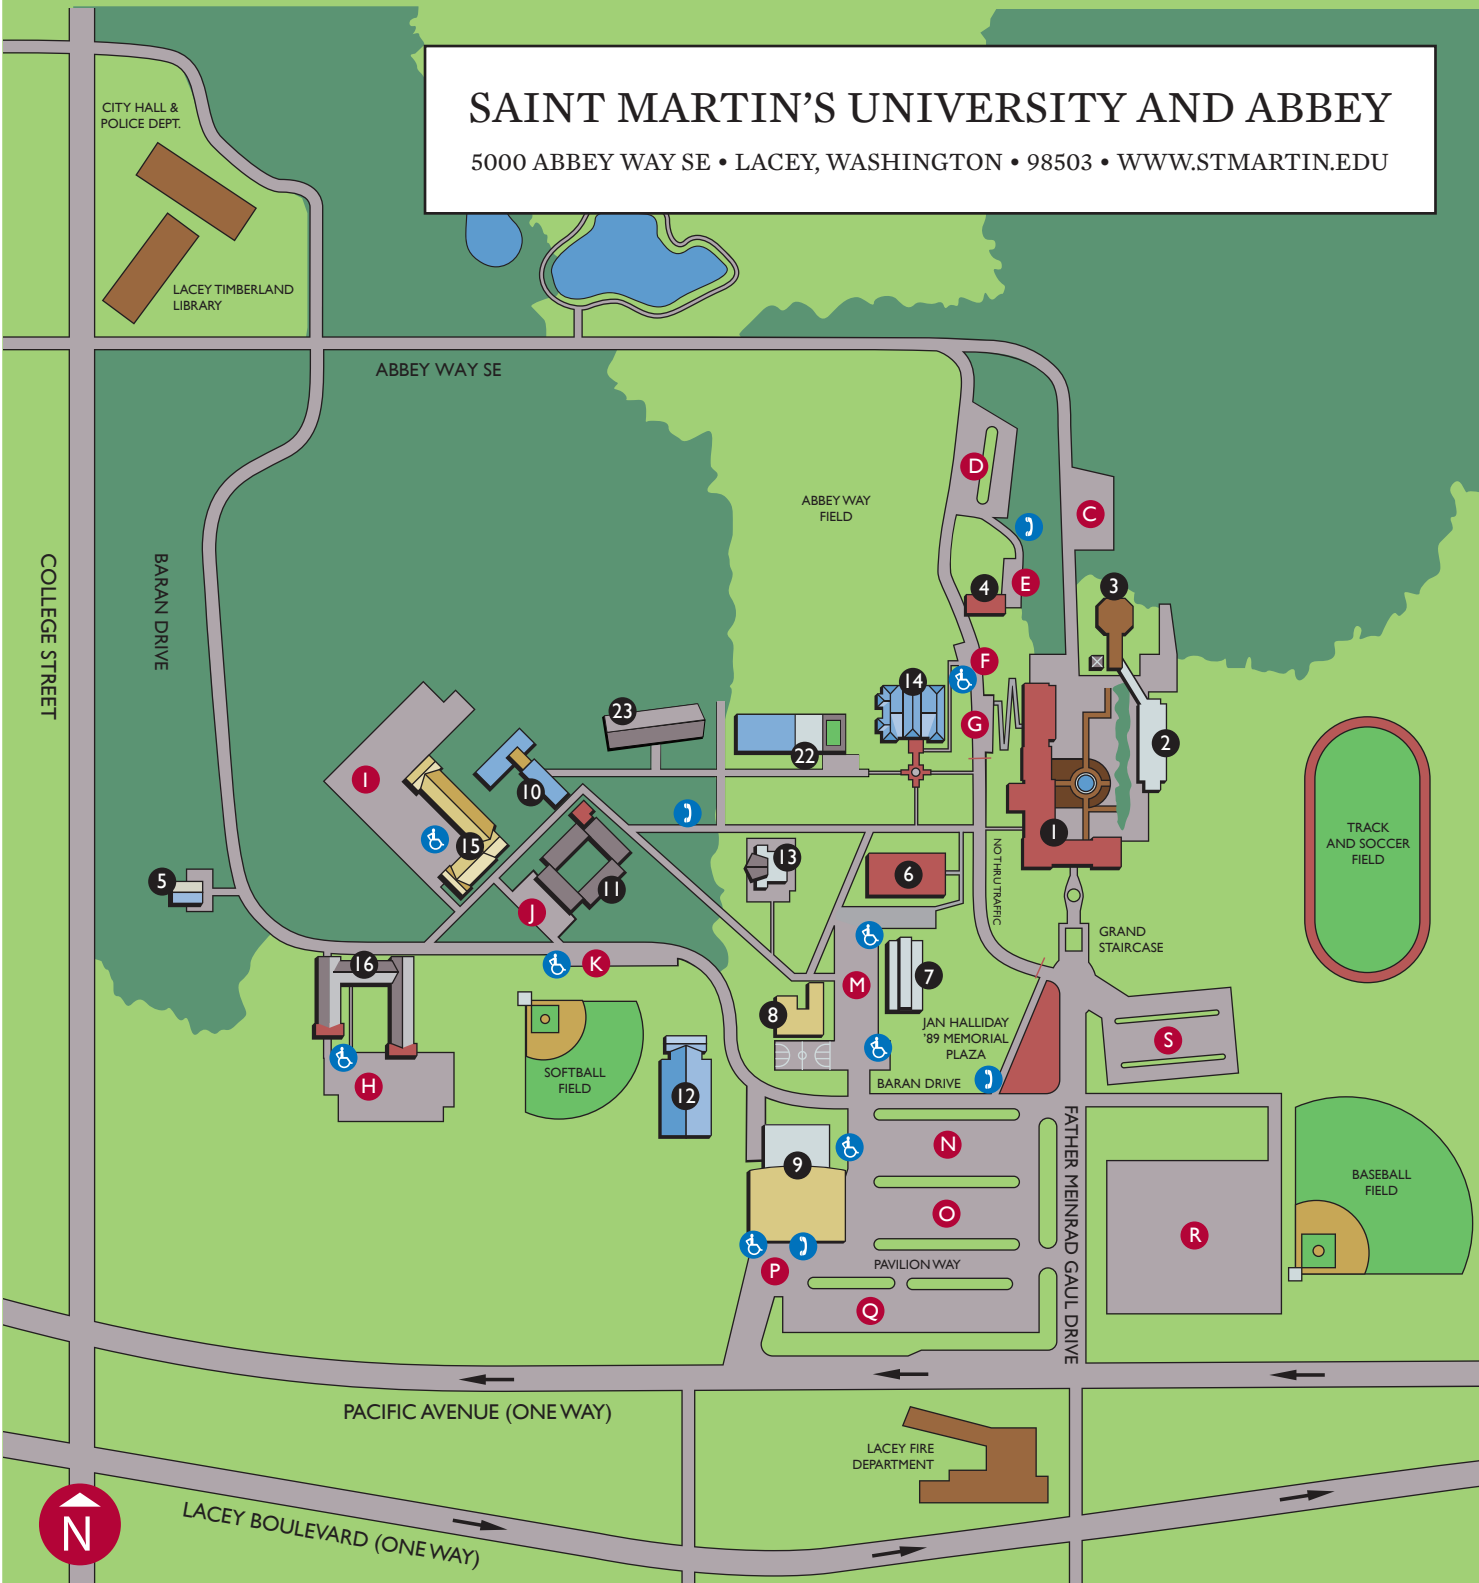 SAINT MARTIN'S UNIVERSITY AND ABBEY
5000 ABBEY WAY SE • LACEY, WASHINGTON • 98503 • WWW.STMARTIN.EDU
CITY HALL &
POLICE DEPT.
LACEY TIMBERLAND
LIBRARY
ABBEY WAY SE
D
ABBEY WAY
FIELD
C
COLLEGE STREET
BARAN DRIVE
4
E
3
F
14
23
G
22
2
I
10
1
15
13
6
TRACK
AND SOCCER
FIELD
5
11
J
NO THRU TRAFFIC
GRAND
STAIRCASE
16
K
7
M
8
JAN HALLIDAY
'89 MEMORIAL
PLAZA
S
SOFTBALL
FIELD
H
12
BARAN DRIVE
N
9
FATHER MEINRAD GAUL DRIVE
BASEBALL
FIELD
O
R
PAVILION WAY
P
Q
PACIFIC AVENUE (ONE WAY)
LACEY FIRE
DEPARTMENT
LACEY BOULEVARD (ONE WAY)
N